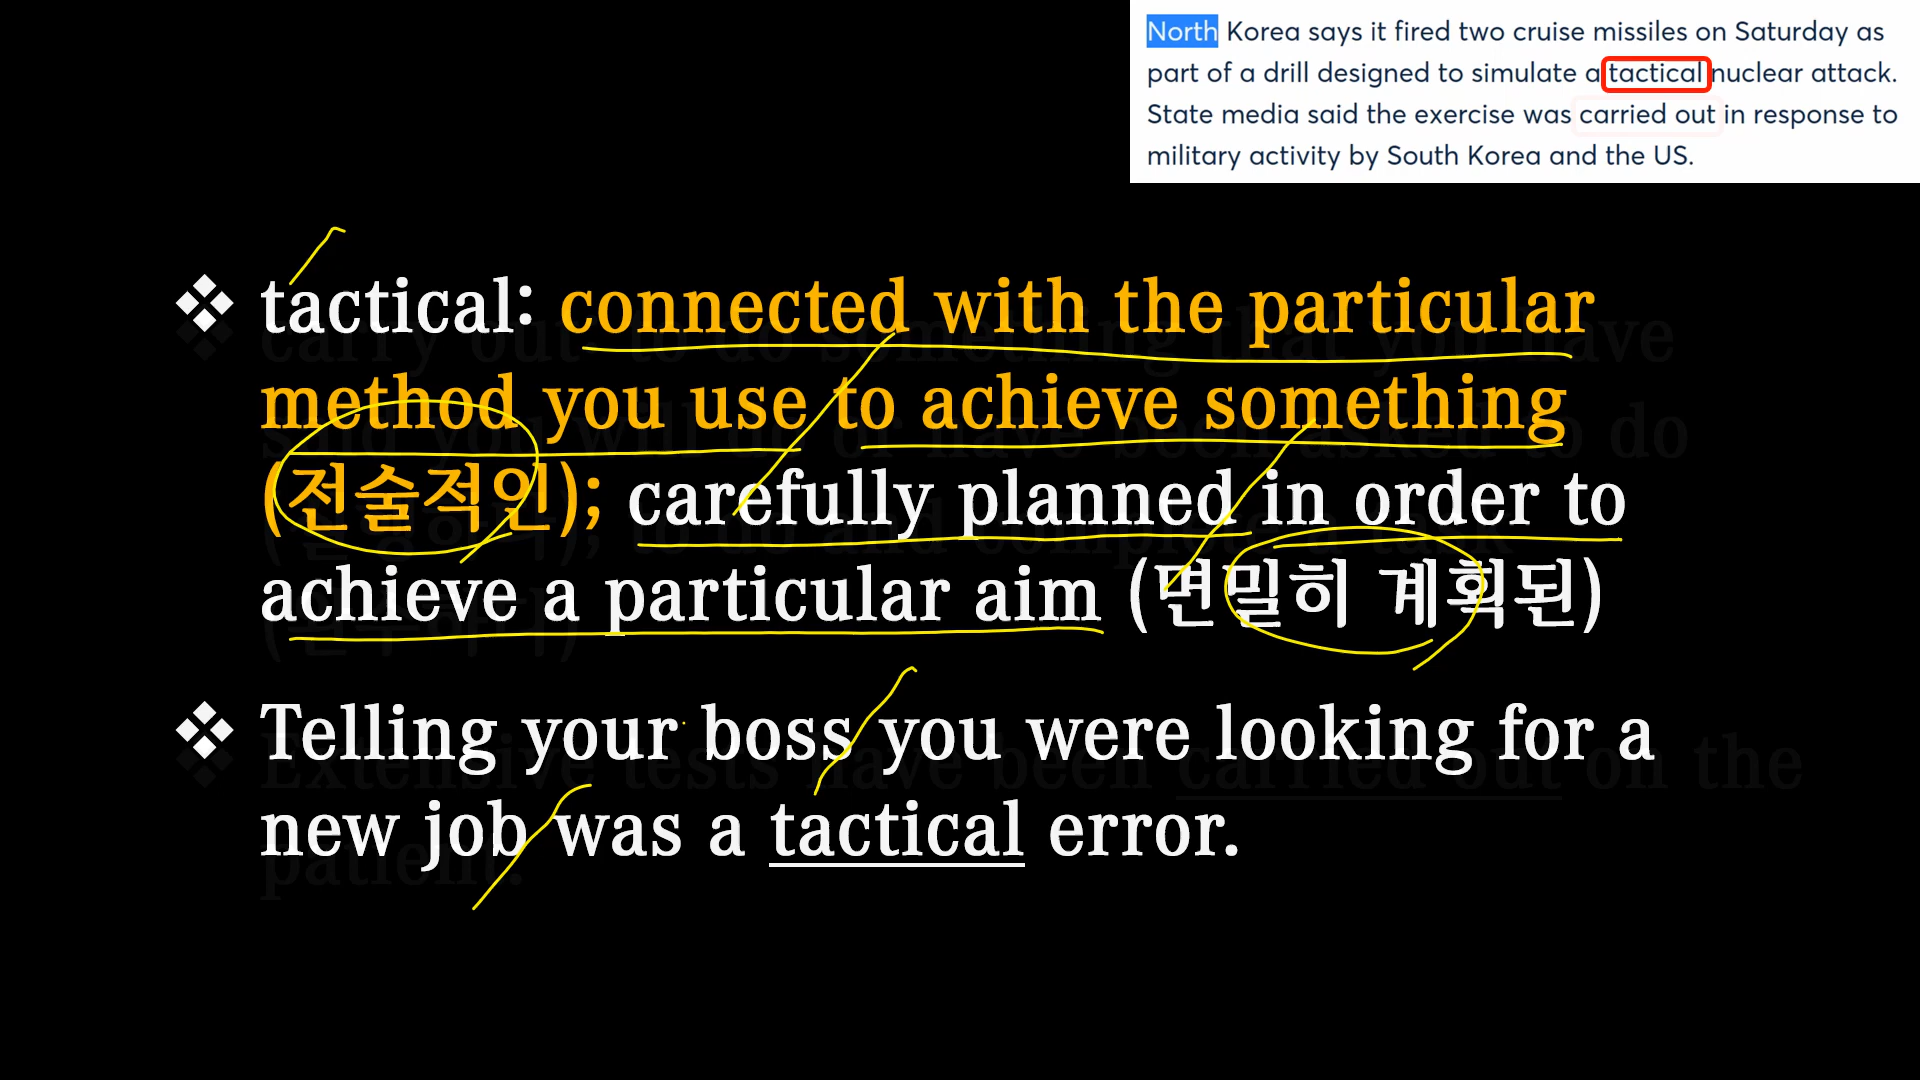 North Korea says it fired two cruise missiles on Saturday as
part of a drill designed to simulate a tactical nuclear attack.
State media said the exercise was carried out in response to
military activity by South Korea and the US.
❖ tactical: connected with the particular
method you use to achieve something
(전술적인); carefully planned in order to
achieve a particular aim (면밀히 계획된)
❖ Telling your boss you were looking for a
new job was a tactical error.